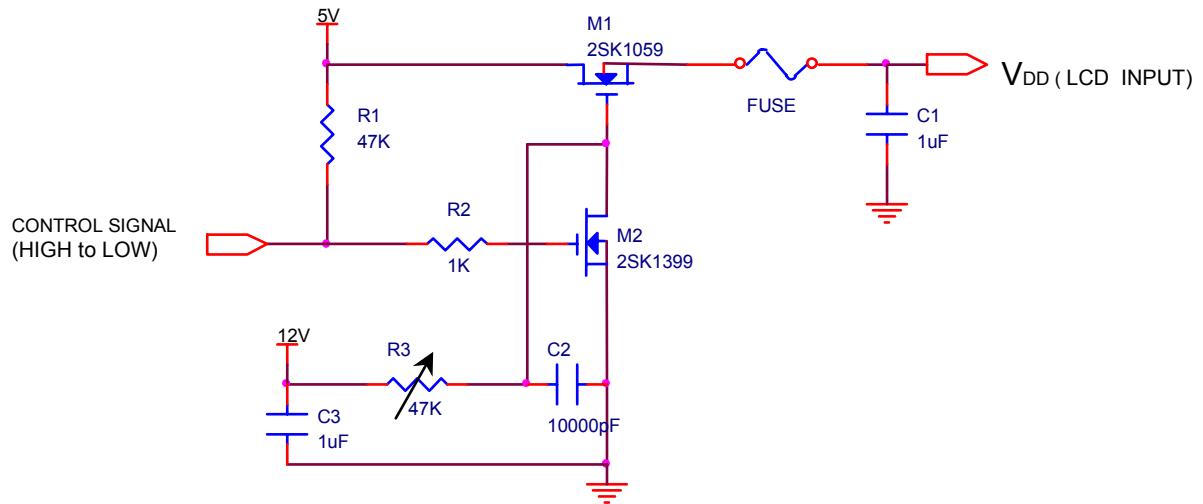 5V
M1
2SK1059
FUSE
VDD ( LCD INPUT)
C1
1uF
R1
47K
CONTROL SIGNAL
(HIGH to LOW)
R2
1K
M2
2SK1399
12V
R3
47K
C2
10000pF
C3
1uF